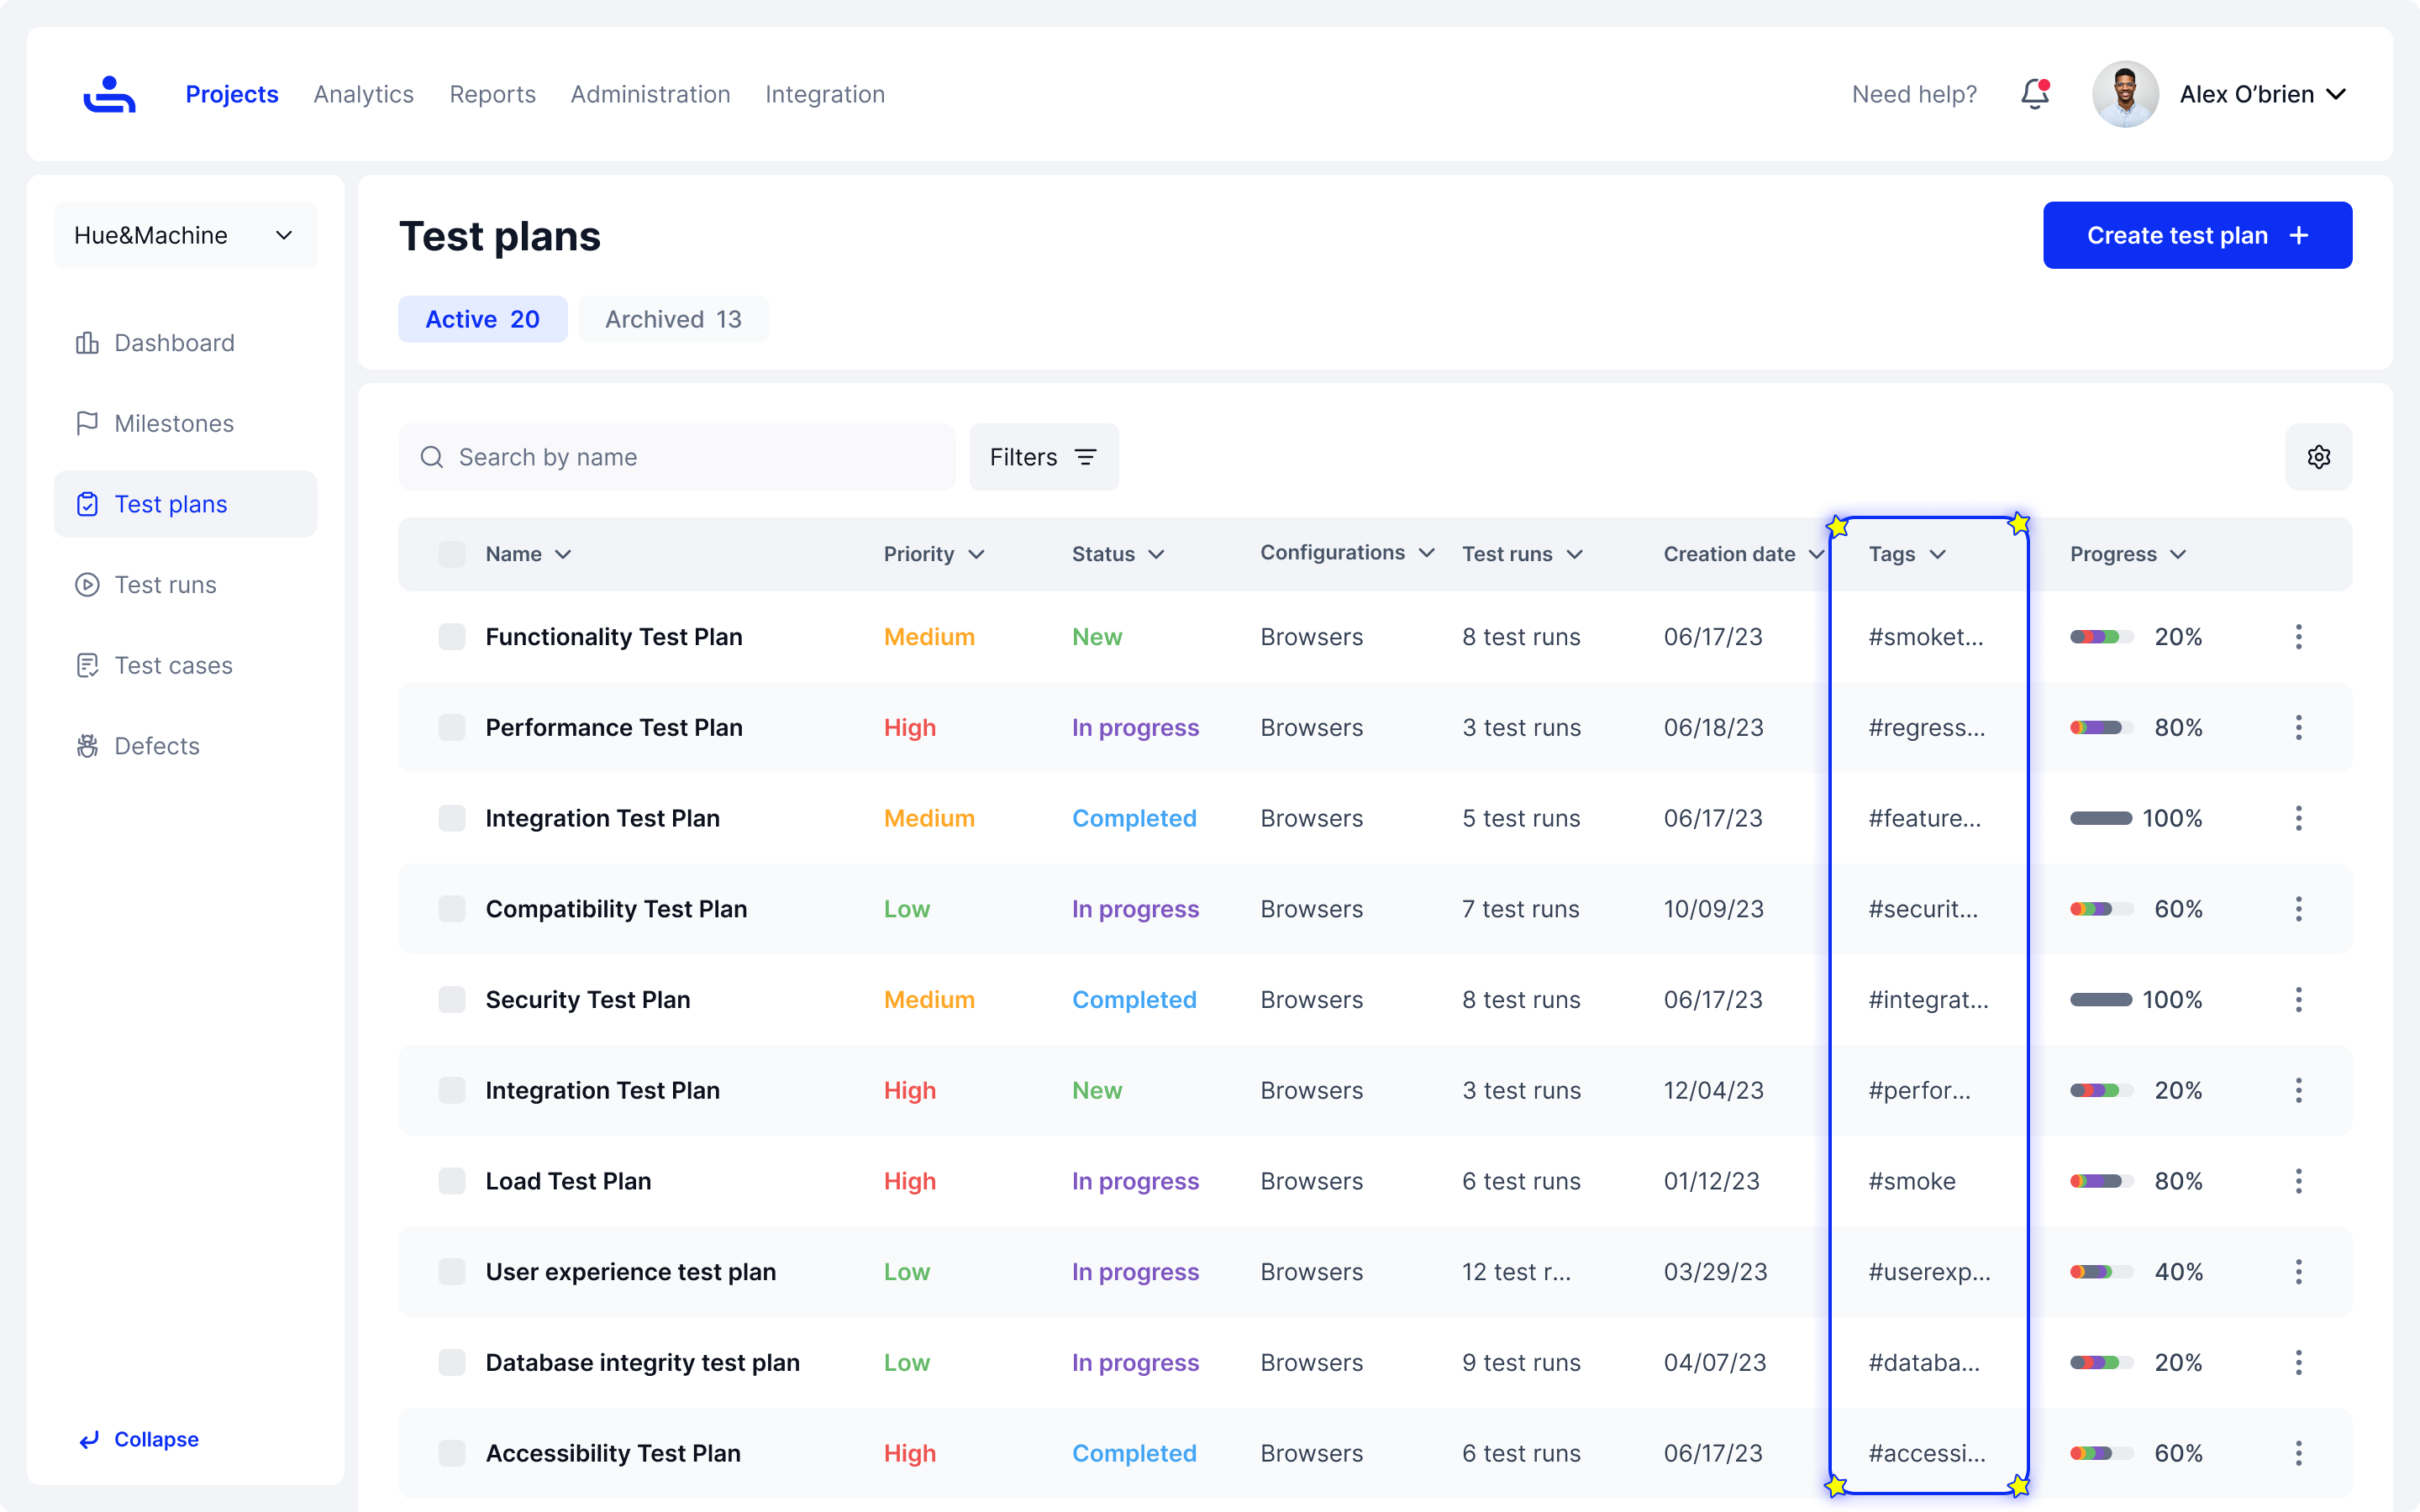 Projects Analytics Reports Administration Integration Need help? Alex O’brien
Hue&Machine
Dashboard
Milestones
Test plans
Test runs
Test cases
Defects
Collapse
Test plans
Create test plan +
Active 20 Archived 13
Search by name Filters
Name Priority Status Configurations Test runs Creation date Tags Progress
Functionality Test Plan Medium New Browsers 8 test runs 06/17/23 #smoket... 20%
Performance Test Plan High In progress Browsers 3 test runs 06/18/23 #regress... 80%
Integration Test Plan Medium Completed Browsers 5 test runs 06/17/23 #feature... 100%
Compatibility Test Plan Low In progress Browsers 7 test runs 10/09/23 #securit... 60%
Security Test Plan Medium Completed Browsers 8 test runs 06/17/23 #integrat... 100%
Integration Test Plan High New Browsers 3 test runs 12/04/23 #perfor... 20%
Load Test Plan High In progress Browsers 6 test runs 01/12/23 #smoke 80%
User experience test plan Low In progress Browsers 12 test r... 03/29/23 #userexp... 40%
Database integrity test plan Low In progress Browsers 9 test runs 04/07/23 #databa... 20%
Accessibility Test Plan High Completed Browsers 6 test runs 06/17/23 #accessi... 60%